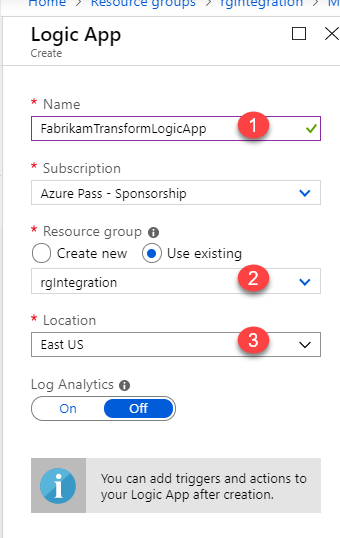 Home > Resource groups > rgIntegration > M
Logic App
Create
* Name
FabrikamTransformLogicApp 1
* Subscription
Azure Pass - Sponsorship
* Resource group
Create new Use existing
rgIntegration 2
* Location
East US 3
Log Analytics
On Off
You can add triggers and actions to
your Logic App after creation.